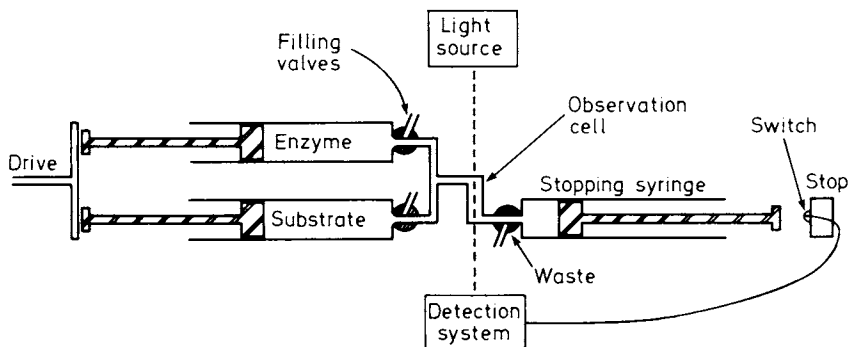 Light
source
Filling
valves
Observation
cell
Switch
Stop
Enzyme
Drive
Stopping syringe
Substrate
Waste
Detection
system